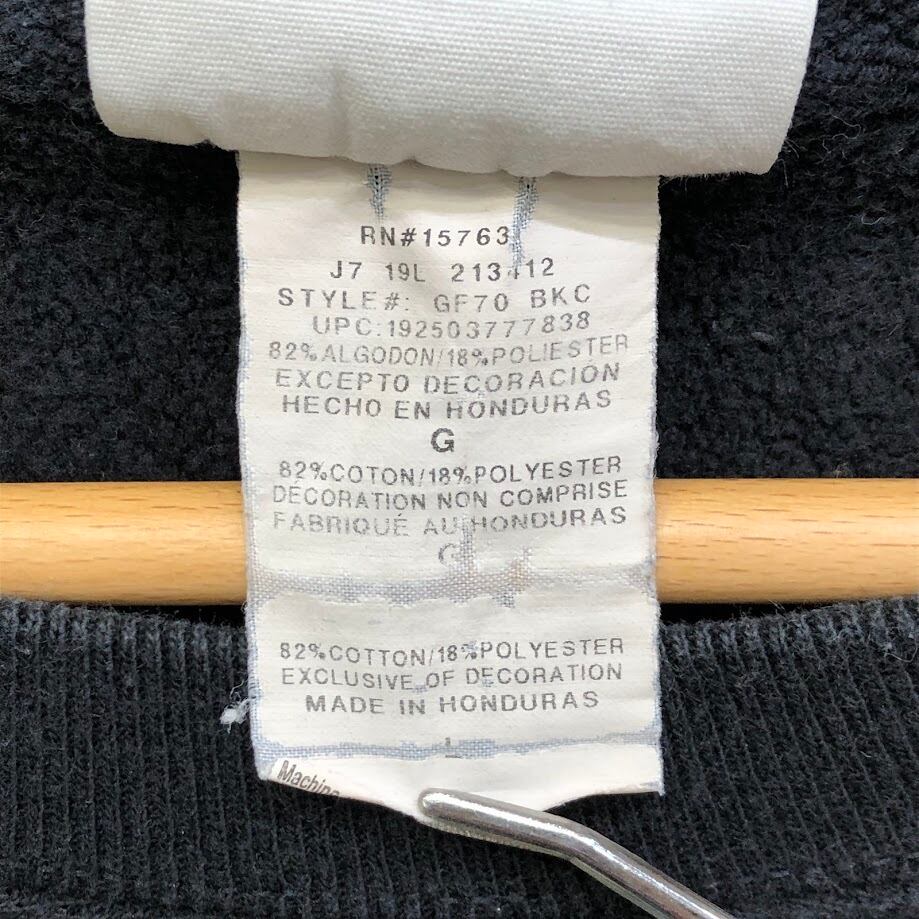 RN#15763
J7 19L 213412
STYLE#: GF70 BKC
UPC:192503777838
82%ALGODON/18%POLIESTER
EXCEPTO DECORACIÓN
HECHO EN HONDURAS
G
82%COTON/18%POLYESTER
DÉCORATION NON COMPRISE
FABRIQUÉ AU HONDURAS
G
82%COTTON/18%POLYESTER
EXCLUSIVE OF DECORATION
MADE IN HONDURAS
L
Machine